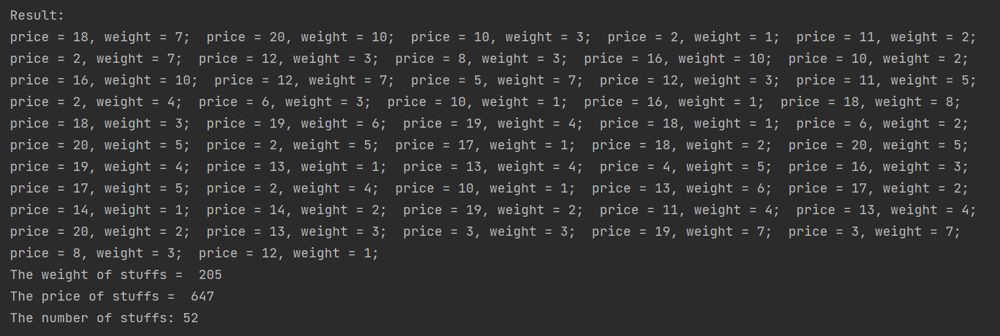 Result:
price = 18, weight = 7;  price = 20, weight = 10;  price = 10, weight = 3;  price = 2, weight = 1;  price = 11, weight = 2;
price = 2, weight = 7;  price = 12, weight = 3;  price = 8, weight = 3;  price = 16, weight = 10;  price = 10, weight = 2;
price = 16, weight = 10;  price = 12, weight = 7;  price = 5, weight = 7;  price = 12, weight = 3;  price = 11, weight = 5;
price = 2, weight = 4;  price = 6, weight = 3;  price = 10, weight = 1;  price = 16, weight = 1;  price = 18, weight = 8;
price = 18, weight = 3;  price = 19, weight = 6;  price = 19, weight = 4;  price = 18, weight = 1;  price = 6, weight = 2;
price = 20, weight = 5;  price = 2, weight = 5;  price = 17, weight = 1;  price = 18, weight = 2;  price = 20, weight = 5;
price = 19, weight = 4;  price = 13, weight = 1;  price = 13, weight = 4;  price = 4, weight = 5;  price = 16, weight = 3;
price = 17, weight = 5;  price = 2, weight = 4;  price = 10, weight = 1;  price = 13, weight = 6;  price = 17, weight = 2;
price = 14, weight = 1;  price = 14, weight = 2;  price = 19, weight = 2;  price = 11, weight = 4;  price = 13, weight = 4;
price = 20, weight = 2;  price = 13, weight = 3;  price = 3, weight = 3;  price = 19, weight = 7;  price = 3, weight = 7;
price = 8, weight = 3;  price = 12, weight = 1;
The weight of stuffs =  205
The price of stuffs =  647
The number of stuffs: 52